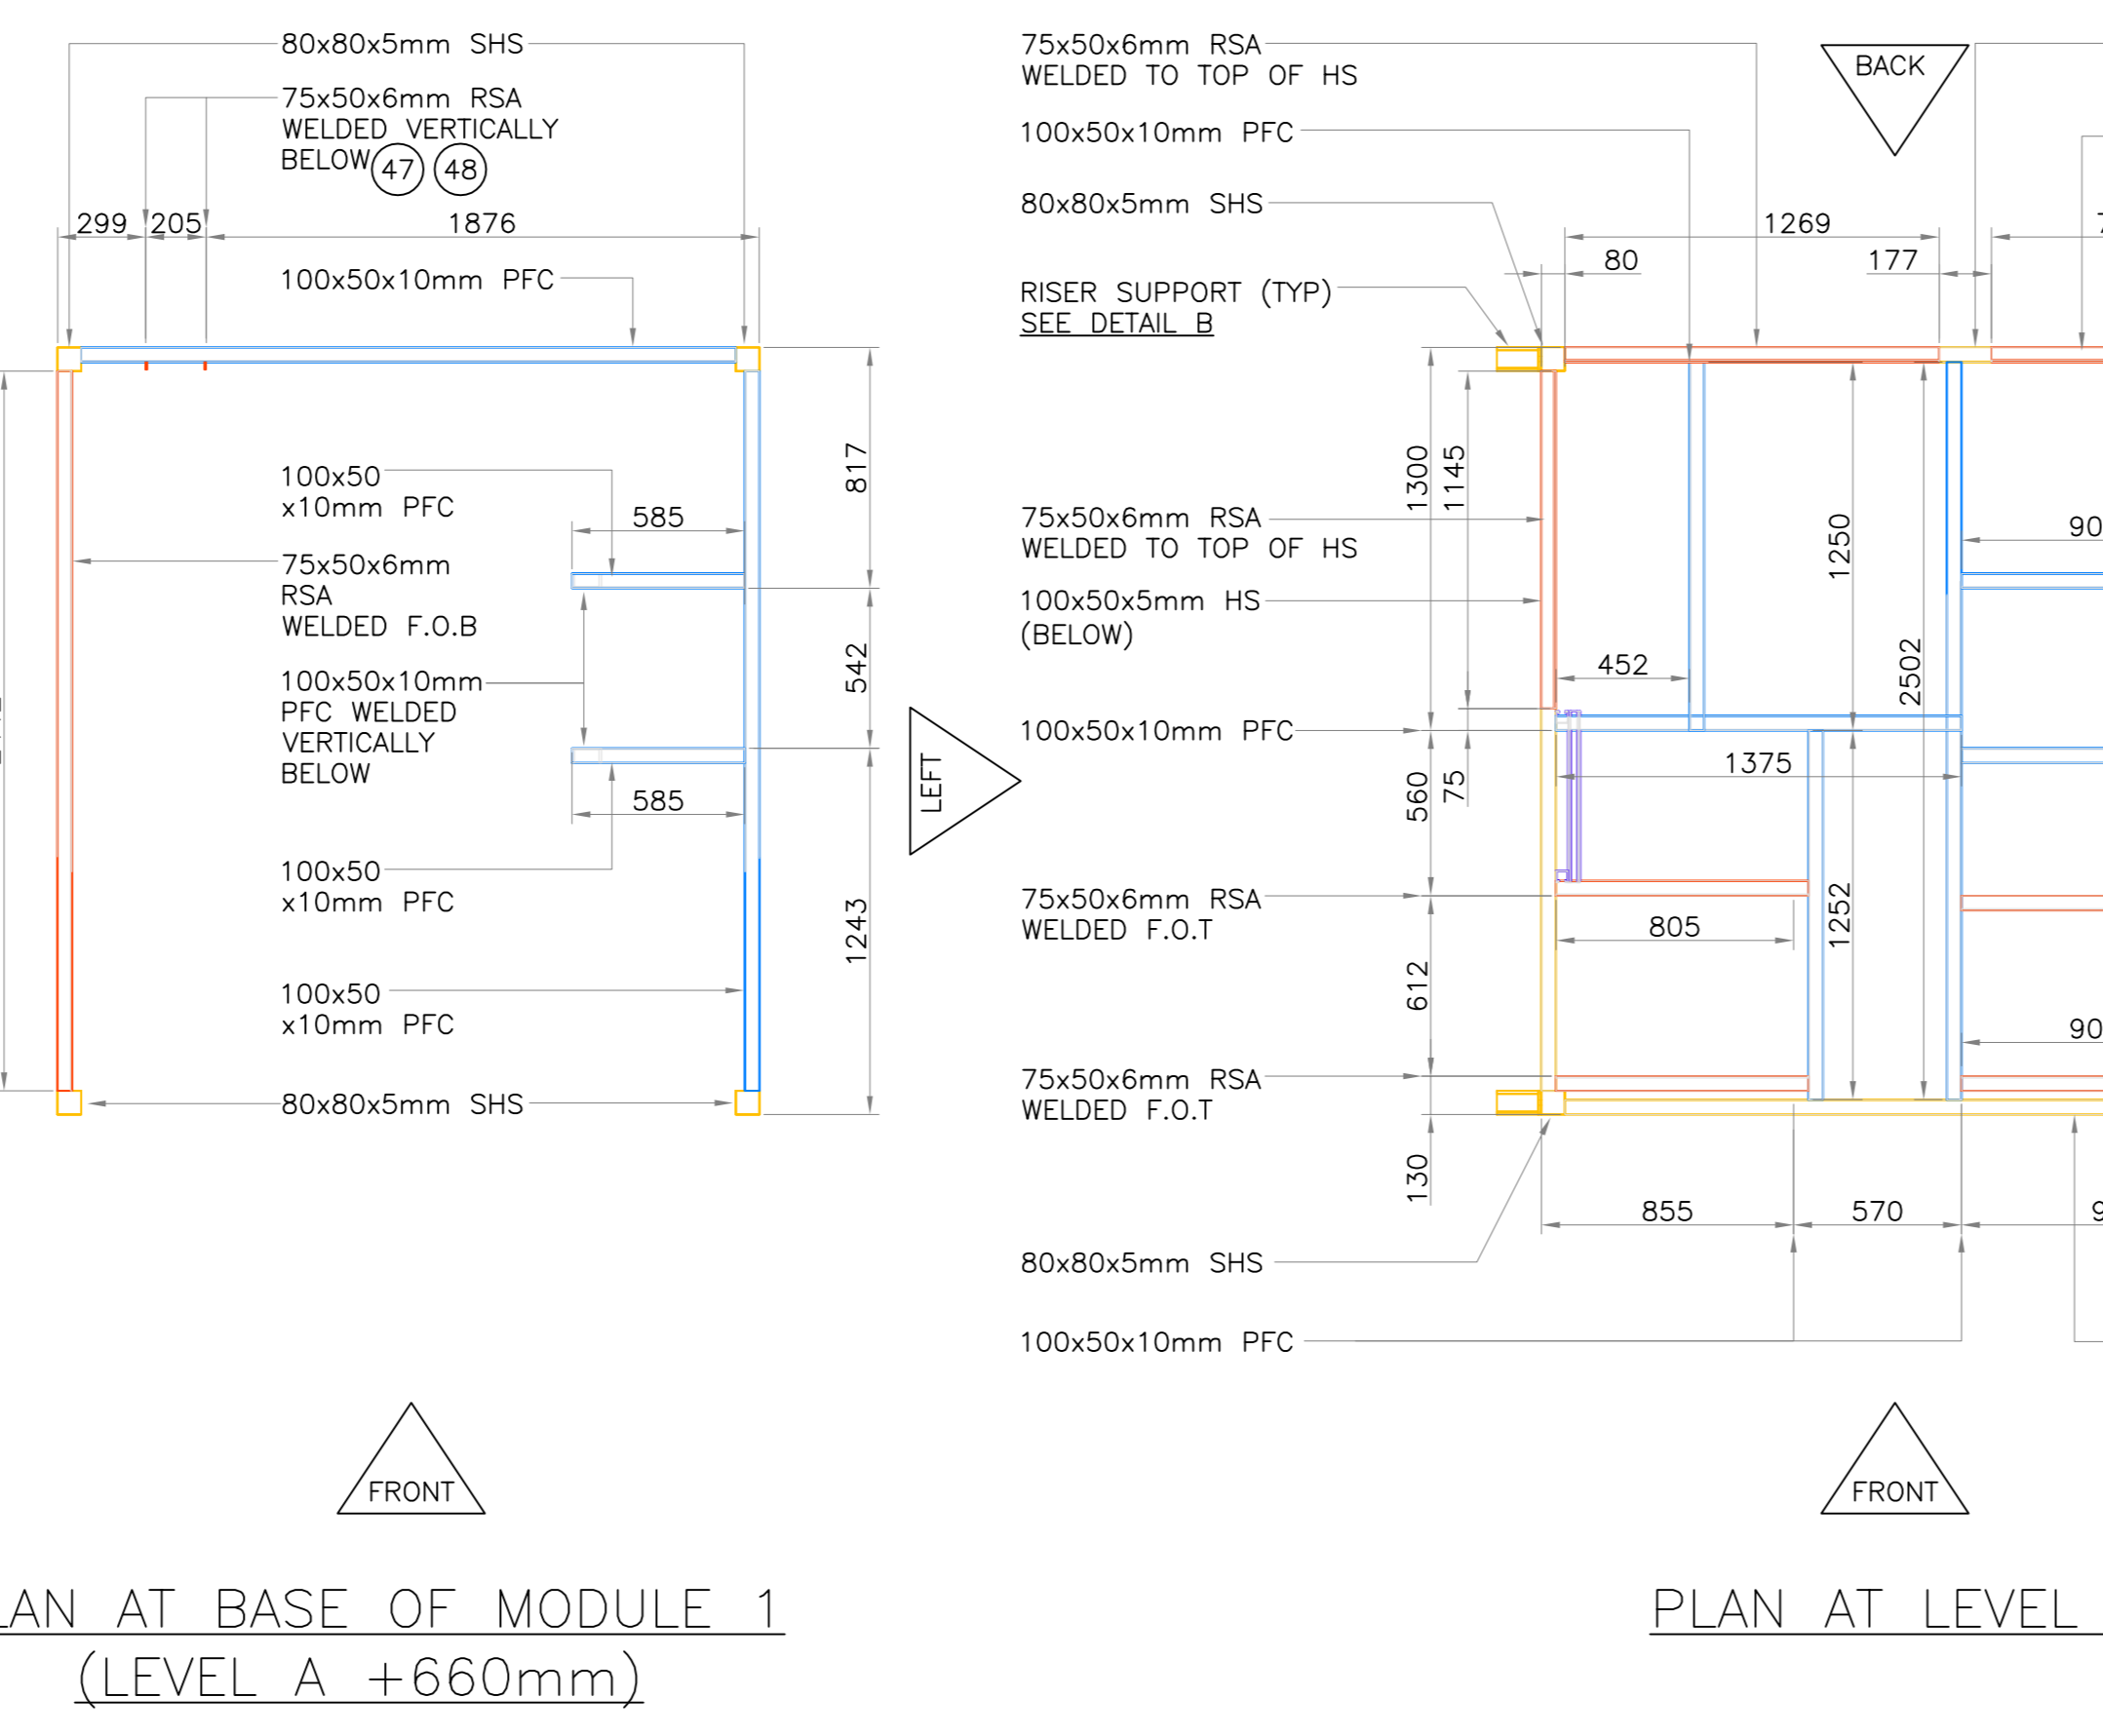 80x80x5mm SHS
75x50x6mm RSA
WELDED VERTICALLY
BELOW 47 48
299 205 1876
100x50x10mm PFC
100x50
x10mm PFC
585
817
75x50x6mm
RSA
WELDED F.O.B
542
100x50x10mm
PFC WELDED
VERTICALLY
BELOW
585
100x50
x10mm PFC
1243
100x50
x10mm PFC
80x80x5mm SHS
FRONT
LAN AT BASE OF MODULE 1
(LEVEL A +660mm)
LEFT
75x50x6mm RSA
WELDED TO TOP OF HS
BACK
100x50x10mm PFC
80x80x5mm SHS
1269
80
177
RISER SUPPORT (TYP)
SEE DETAIL B
1300
1145
75x50x6mm RSA
WELDED TO TOP OF HS
1250
90
100x50x5mm HS
(BELOW)
452
2502
100x50x10mm PFC
1375
560
75
75x50x6mm RSA
WELDED F.O.T
805
1252
612
90
75x50x6mm RSA
WELDED F.O.T
130
855 570 9
80x80x5mm SHS
100x50x10mm PFC
FRONT
PLAN AT LEVEL